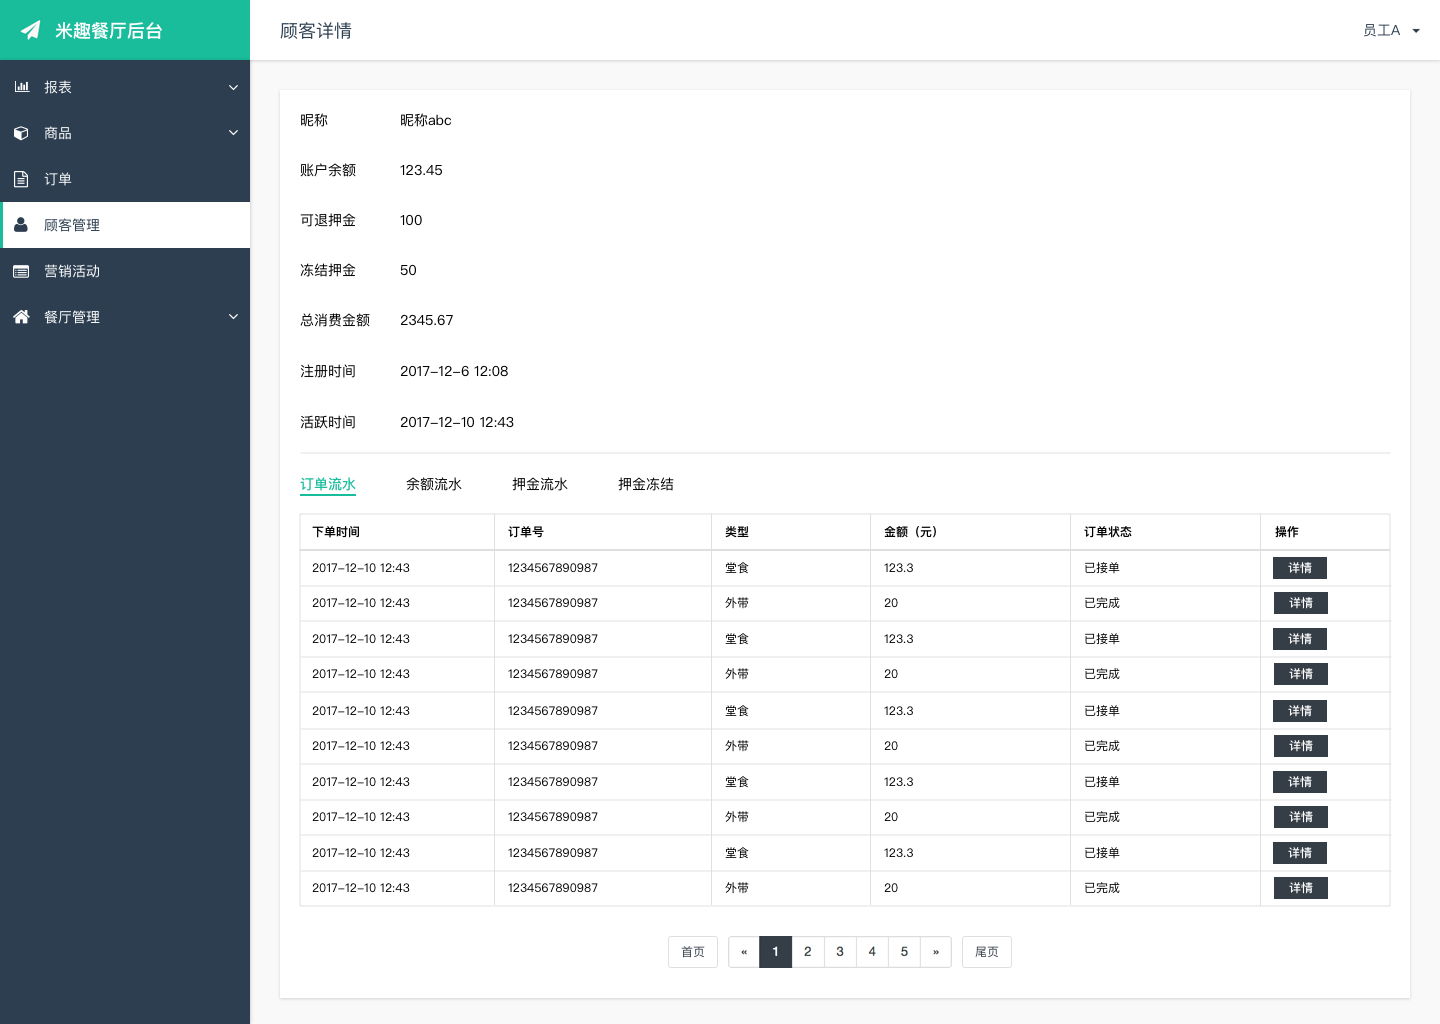 米趣餐厅后台
顾客详情
员工A
报表
商品
订单
顾客管理
营销活动
餐厅管理
昵称 昵称abc
账户余额 123.45
可退押金 100
冻结押金 50
总消费金额 2345.67
注册时间 2017-12-6 12:08
活跃时间 2017-12-10 12:43
订单流水 余额流水 押金流水 押金冻结
下单时间 订单号 类型 金额（元） 订单状态 操作
2017-12-10 12:43 1234567890987 堂食 123.3 已接单 详情
2017-12-10 12:43 1234567890987 外带 20 已完成 详情
2017-12-10 12:43 1234567890987 堂食 123.3 已接单 详情
2017-12-10 12:43 1234567890987 外带 20 已完成 详情
2017-12-10 12:43 1234567890987 堂食 123.3 已接单 详情
2017-12-10 12:43 1234567890987 外带 20 已完成 详情
2017-12-10 12:43 1234567890987 堂食 123.3 已接单 详情
2017-12-10 12:43 1234567890987 外带 20 已完成 详情
2017-12-10 12:43 1234567890987 堂食 123.3 已接单 详情
2017-12-10 12:43 1234567890987 外带 20 已完成 详情
首页 « 1 2 3 4 5 » 尾页